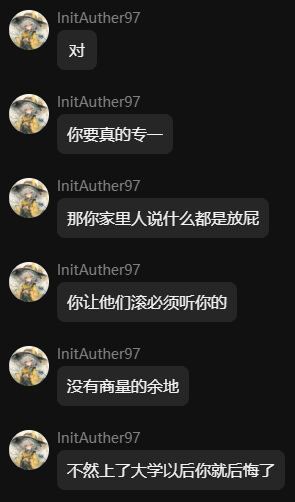 InitAuther97
对
InitAuther97
你要真的专一
InitAuther97
那你家里人说什么都是放屁
InitAuther97
你让他们滚必须听你的
InitAuther97
没有商量的余地
InitAuther97
不然上了大学以后你就后悔了